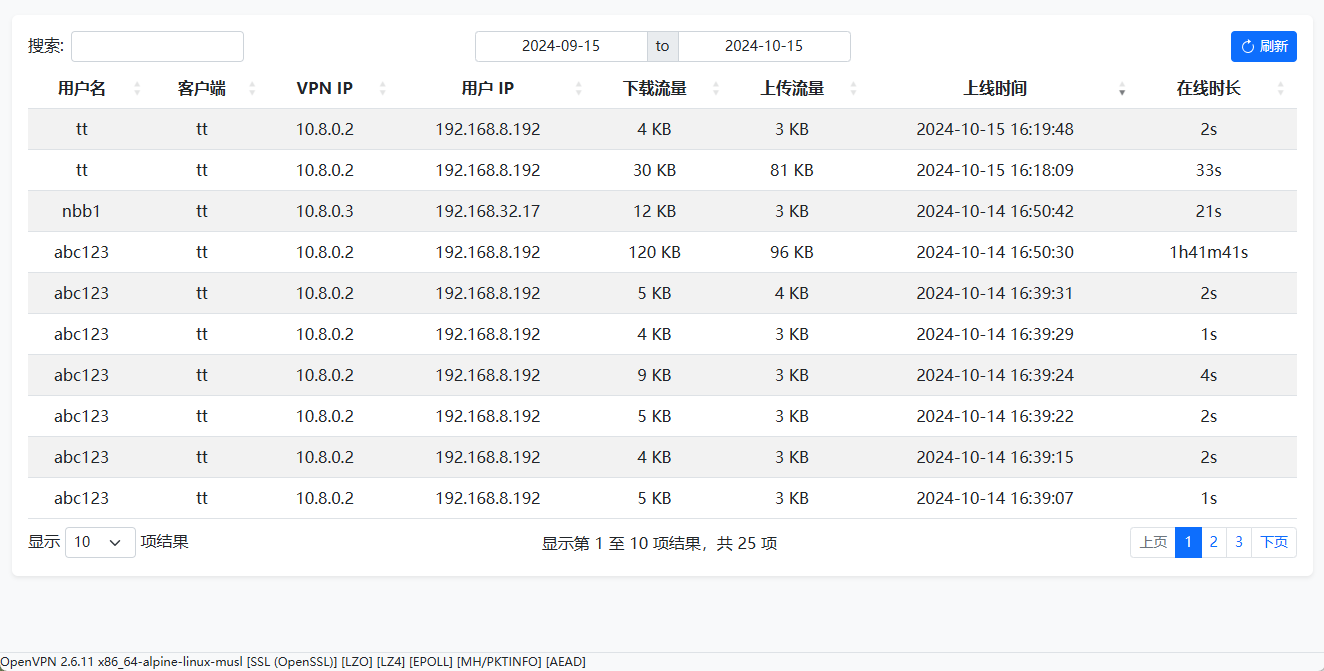 搜索: 2024-09-15 to 2024-10-15 刷新
用户名 客户端 VPN IP 用户 IP 下载流量 上传流量 上线时间 在线时长
tt tt 10.8.0.2 192.168.8.192 4 KB 3 KB 2024-10-15 16:19:48 2s
tt tt 10.8.0.2 192.168.8.192 30 KB 81 KB 2024-10-15 16:18:09 33s
nbb1 tt 10.8.0.3 192.168.32.17 12 KB 3 KB 2024-10-14 16:50:42 21s
abc123 tt 10.8.0.2 192.168.8.192 120 KB 96 KB 2024-10-14 16:50:30 1h41m41s
abc123 tt 10.8.0.2 192.168.8.192 5 KB 4 KB 2024-10-14 16:39:31 2s
abc123 tt 10.8.0.2 192.168.8.192 4 KB 3 KB 2024-10-14 16:39:29 1s
abc123 tt 10.8.0.2 192.168.8.192 9 KB 3 KB 2024-10-14 16:39:24 4s
abc123 tt 10.8.0.2 192.168.8.192 5 KB 3 KB 2024-10-14 16:39:22 2s
abc123 tt 10.8.0.2 192.168.8.192 4 KB 3 KB 2024-10-14 16:39:15 2s
abc123 tt 10.8.0.2 192.168.8.192 5 KB 3 KB 2024-10-14 16:39:07 1s
显示 10 项结果 显示第 1 至 10 项结果，共 25 项 上页 1 2 3 下页
OpenVPN 2.6.11 x86_64-alpine-linux-musl [SSL (OpenSSL)] [LZO] [LZ4] [EPOLL] [MH/PKTINFO] [AEAD]